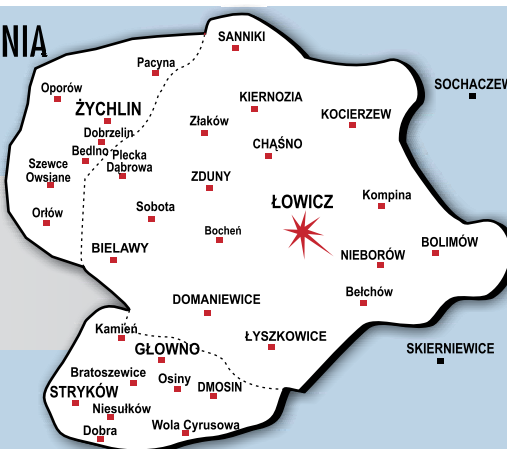 NIA
SANNIKI
Pacyna
SOCHACZEW
Oporów
KIERNOZIA
ŻYCHLIN
KOCIERZEW
Złaków
Dobrzelin
CHĄŚNO
Bedlno
Plecka
Dąbrowa
Szewce
Owsiane
ZDUNY
Kompina
ŁOWICZ
Sobota
Orłów
Bocheń
BOLIMÓW
BIELAWY
NIEBORÓW
Bełchów
DOMANIEWICE
Kamień
ŁYSZKOWICE
GŁOWNO
SKIERNIEWICE
Bratoszewice
Osiny
DMOSIN
STRYKÓW
Niesułków
Wola Cyrusowa
Dobra